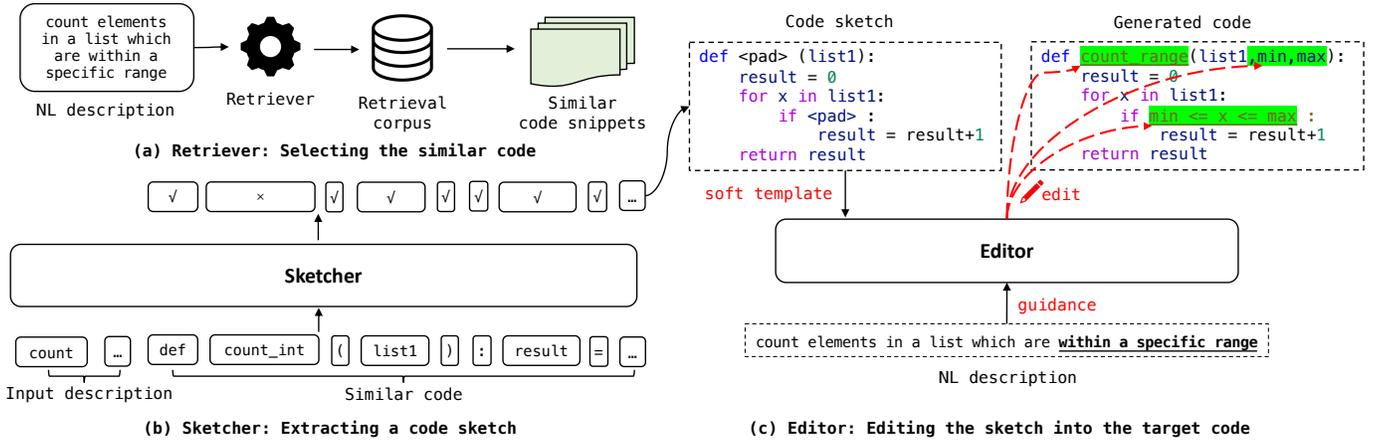 count elements
in a list which
are within a
specific range
NL description
Retriever
Retrieval
corpus
Similar
code snippets
(a) Retriever: Selecting the similar code
√ × √ √ √ √ √ √ …
Sketcher
count … def count_int ( list1 ) : result = …
Input description
Similar code
(b) Sketcher: Extracting a code sketch
Code sketch
def <pad> (list1):
result = 0
for x in list1:
if <pad> :
result = result+1
return result
Generated code
def count_range(list1,min,max):
result = 0
for x in list1:
if min <= x <= max :
result = result+1
return result
soft template
edit
Editor
guidance
count elements in a list which are within a specific range
NL description
(c) Editor: Editing the sketch into the target code